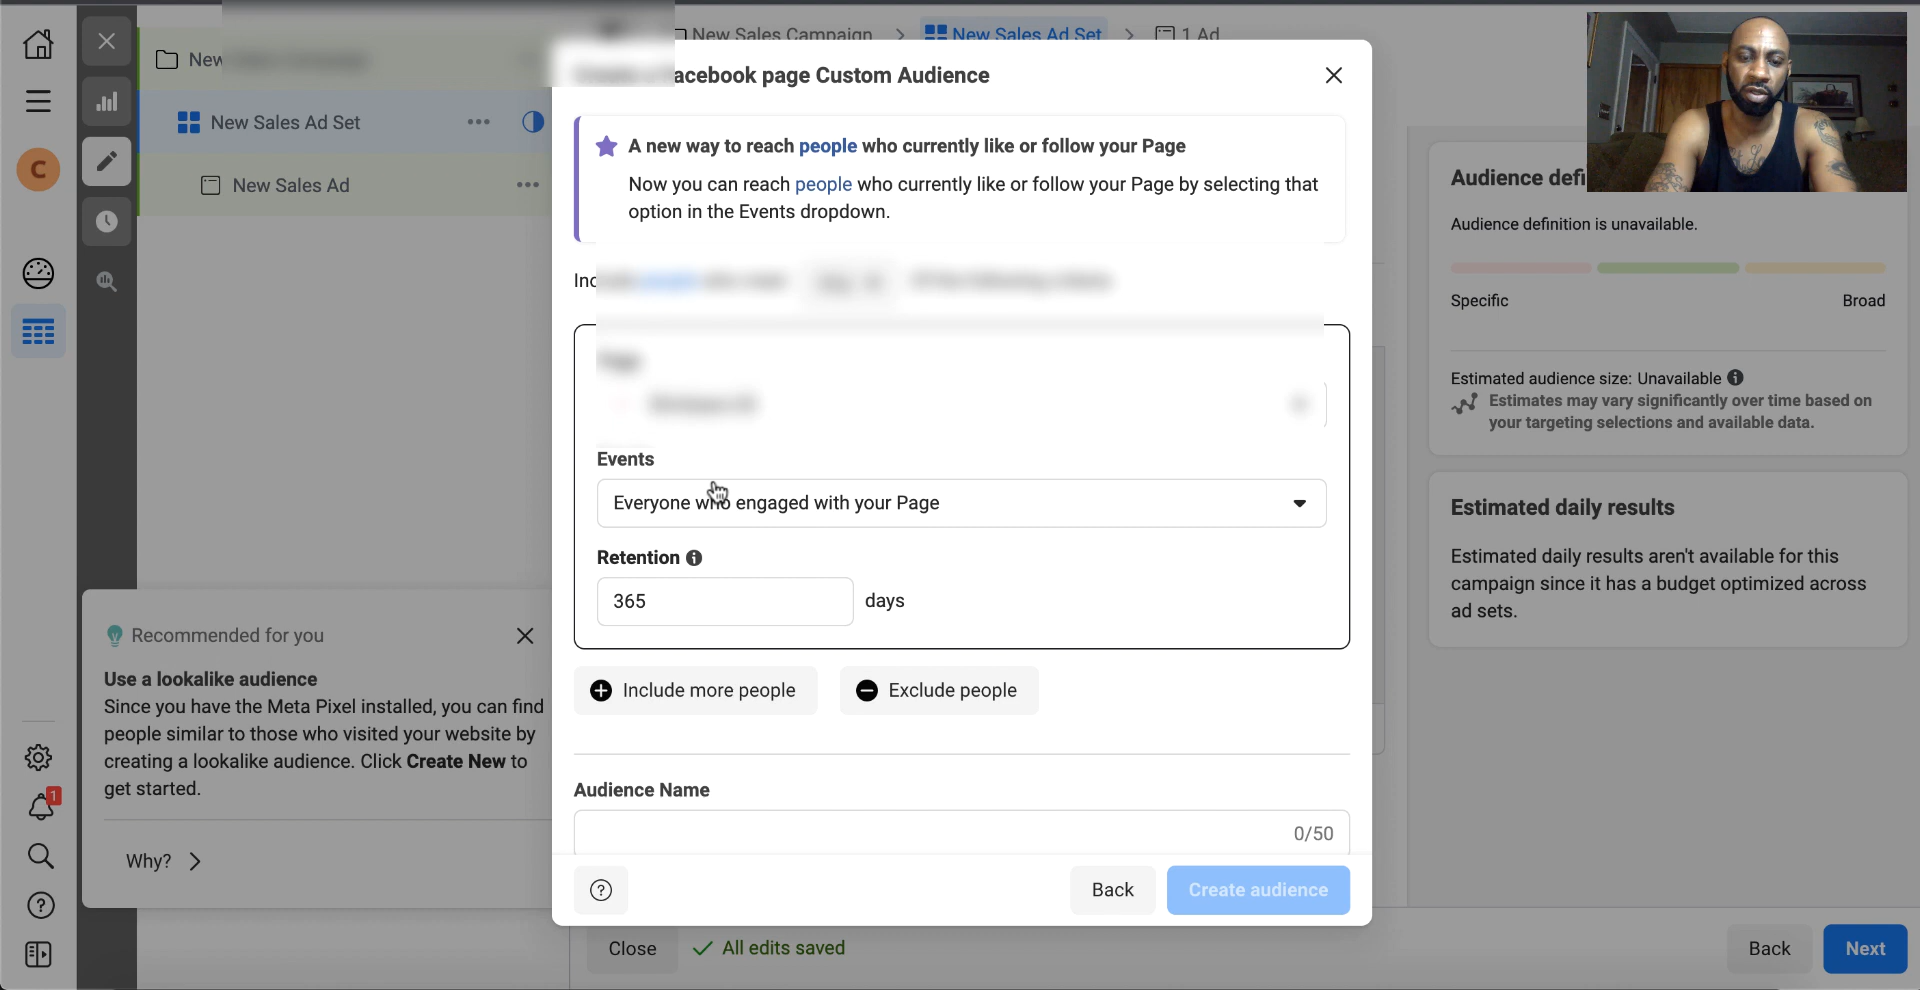 New
New Sales Campaign
New Sales Ad Set
1 Ad
New Sales Ad Set
New Sales Ad
C
acebook page Custom Audience
A new way to reach people who currently like or follow your Page
Now you can reach people who currently like or follow your Page by selecting that
option in the Events dropdown.
Events
Everyone who engaged with your Page
Retention
365
days
Include more people
Exclude people
Audience Name
0/50
Back
Create audience
Recommended for you
Use a lookalike audience
Since you have the Meta Pixel installed, you can find
people similar to those who visited your website by
creating a lookalike audience. Click Create New to
get started.
Why?
1
Close
All edits saved
Back
Next
Audience defi
Audience definition is unavailable.
Specific
Broad
Estimated audience size: Unavailable
Estimates may vary significantly over time based on
your targeting selections and available data.
Estimated daily results
Estimated daily results aren't available for this
campaign since it has a budget optimized across
ad sets.